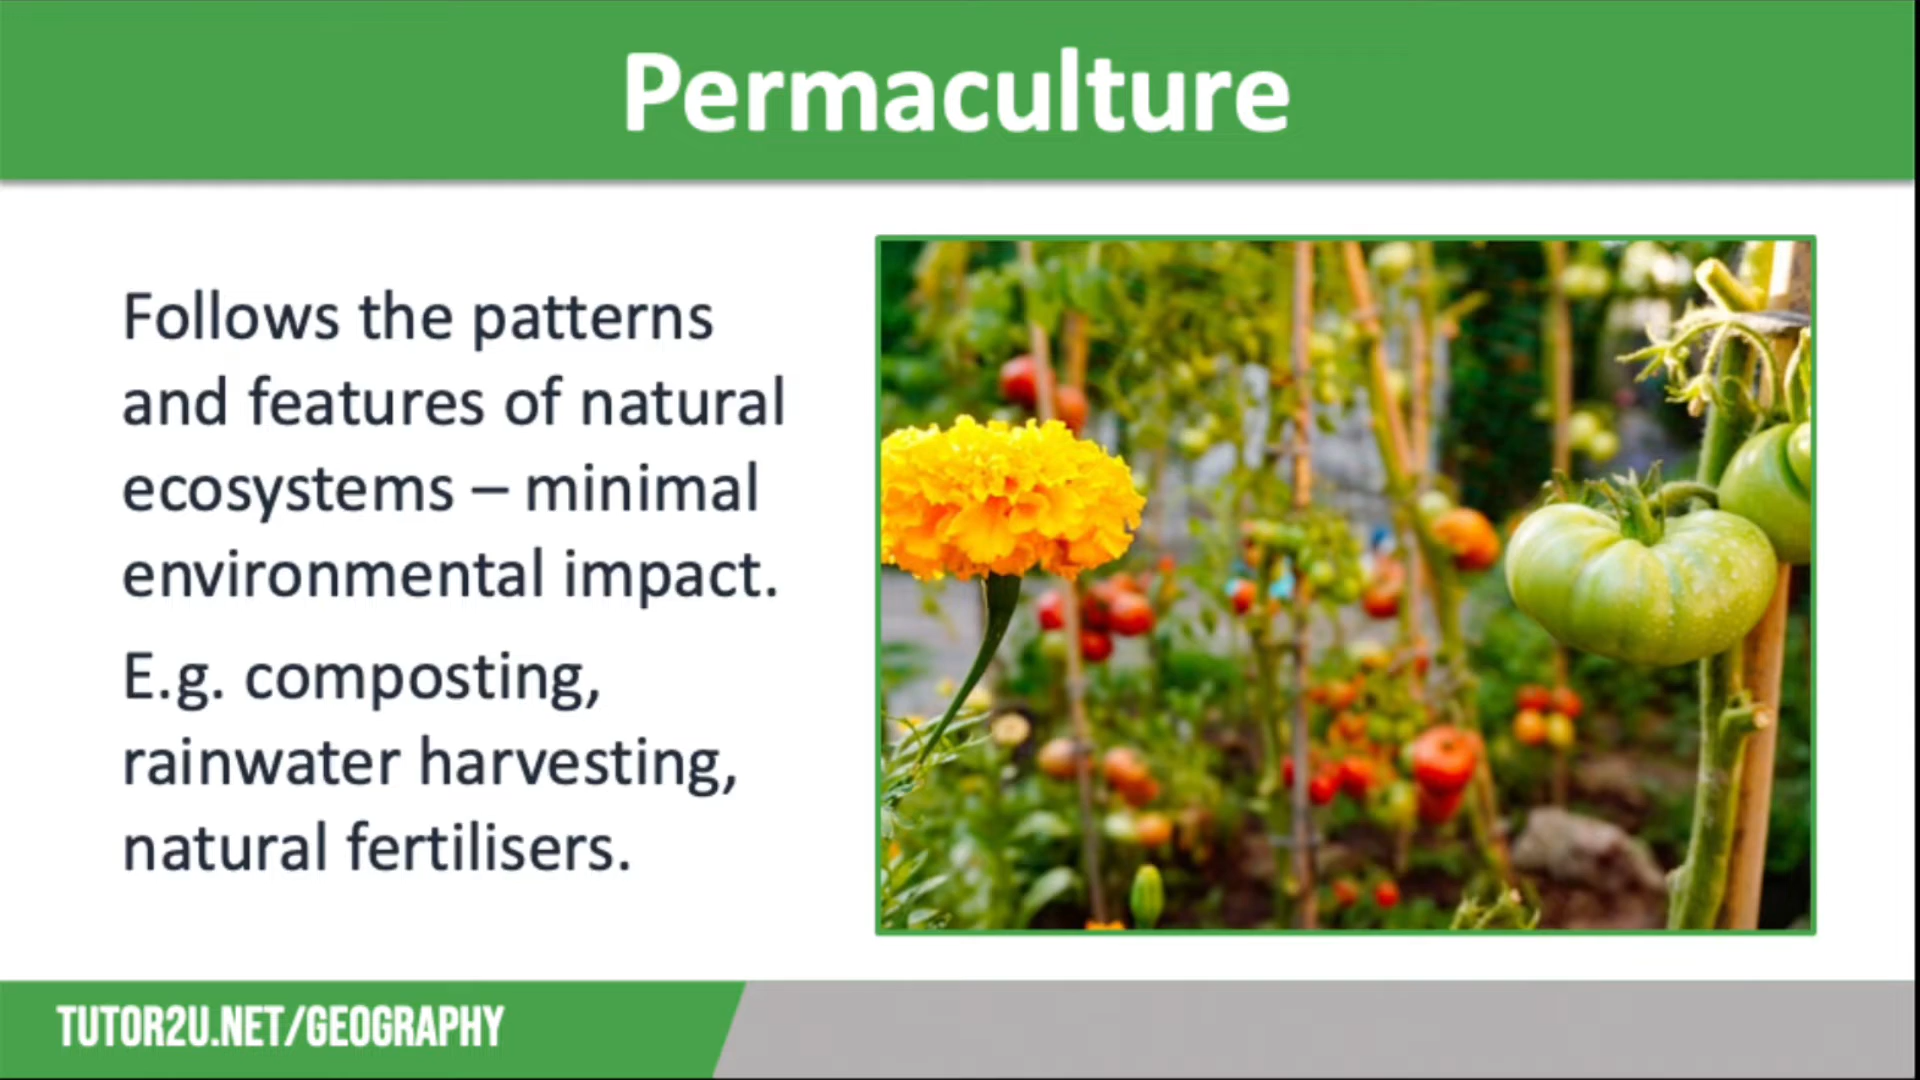 Permaculture
Follows the patterns
and features of natural
ecosystems – minimal
environmental impact.
E.g. composting,
rainwater harvesting,
natural fertilisers.
TUTOR2U.NET/GEOGRAPHY